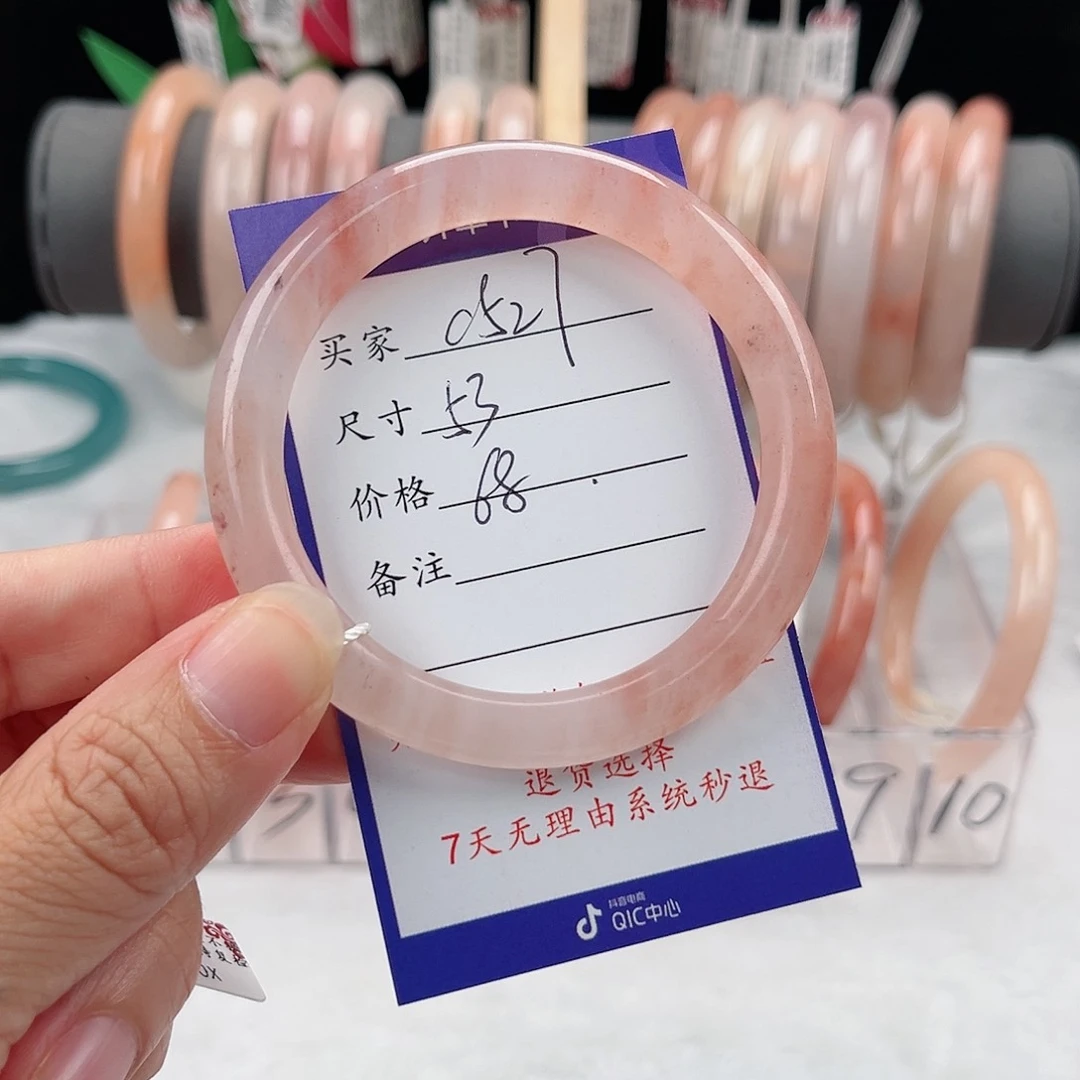 买家 0527
尺寸 53
价格 68.
备注
退货选择
7天无理由系统秒退
抖音电商
QIC中心
9
10